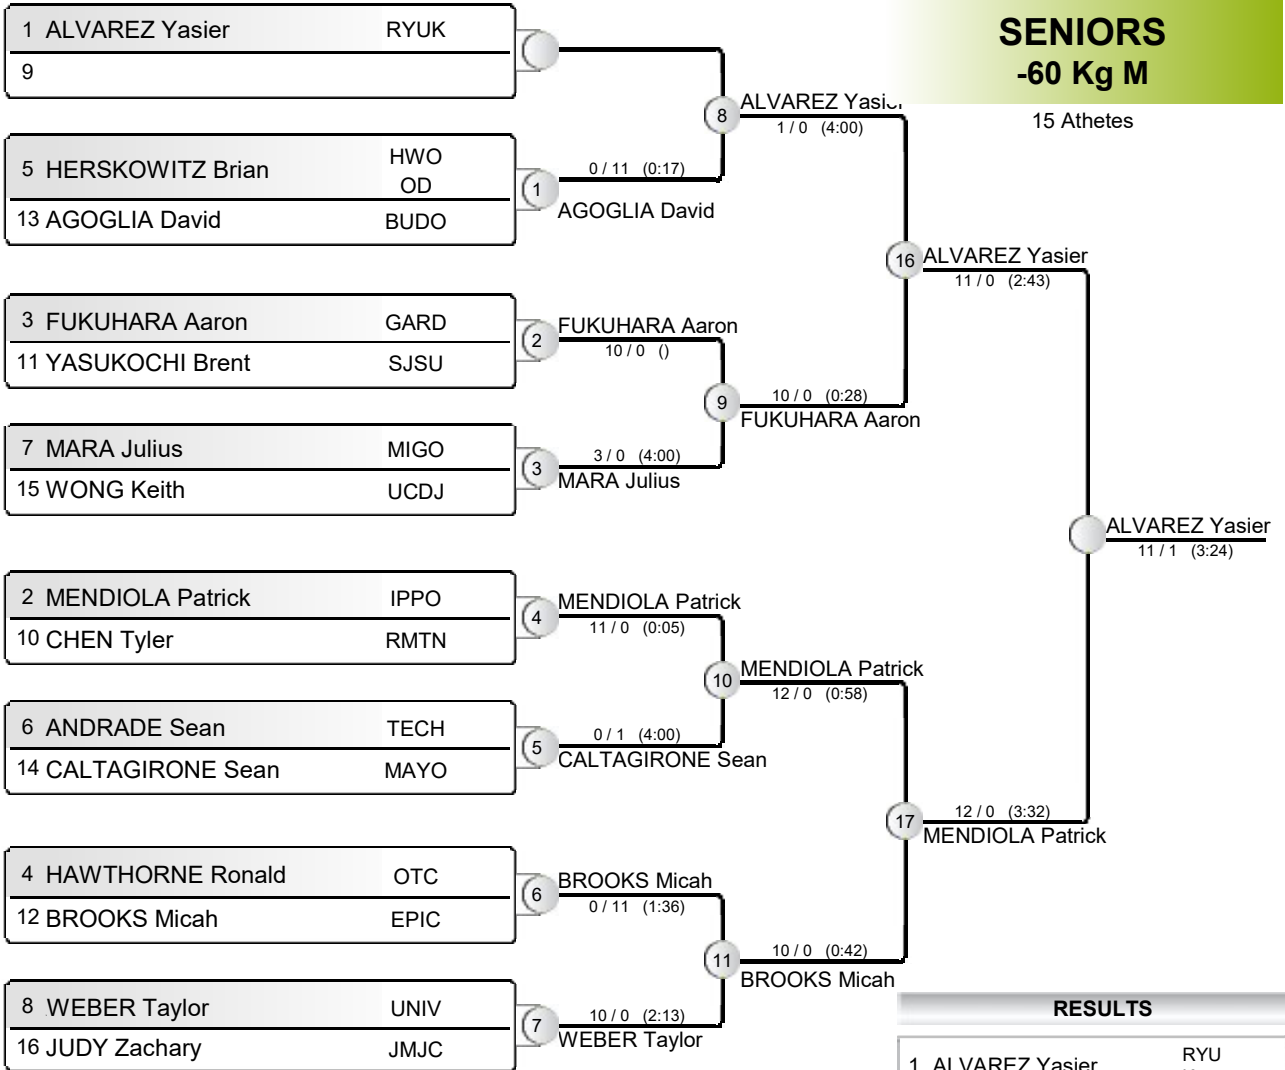 SENIORS
-60 Kg M
15 Athetes
1 ALVAREZ Yasier RYUK
9
5 HERSKOWITZ Brian HWO
OD
13 AGOGLIA David BUDO
3 FUKUHARA Aaron GARD
11 YASUKOCHI Brent SJSU
7 MARA Julius MIGO
15 WONG Keith UCDJ
2 MENDIOLA Patrick IPPO
10 CHEN Tyler RMTN
6 ANDRADE Sean TECH
14 CALTAGIRONE Sean MAYO
4 HAWTHORNE Ronald OTC
12 BROOKS Micah EPIC
8 WEBER Taylor UNIV
16 JUDY Zachary JMJC
1
0 / 11 (0:17)
AGOGLIA David
2
FUKUHARA Aaron
10 / 0 ()
3
3 / 0 (4:00)
MARA Julius
4
MENDIOLA Patrick
11 / 0 (0:05)
5
0 / 1 (4:00)
CALTAGIRONE Sean
6
BROOKS Micah
0 / 11 (1:36)
7
10 / 0 (2:13)
WEBER Taylor
8
ALVAREZ Yasier
1 / 0 (4:00)
9
10 / 0 (0:28)
FUKUHARA Aaron
10
MENDIOLA Patrick
12 / 0 (0:58)
11
10 / 0 (0:42)
BROOKS Micah
16
ALVAREZ Yasier
11 / 0 (2:43)
17
12 / 0 (3:32)
MENDIOLA Patrick
ALVAREZ Yasier
11 / 1 (3:24)
RESULTS
1 ALVAREZ Yasier RYU